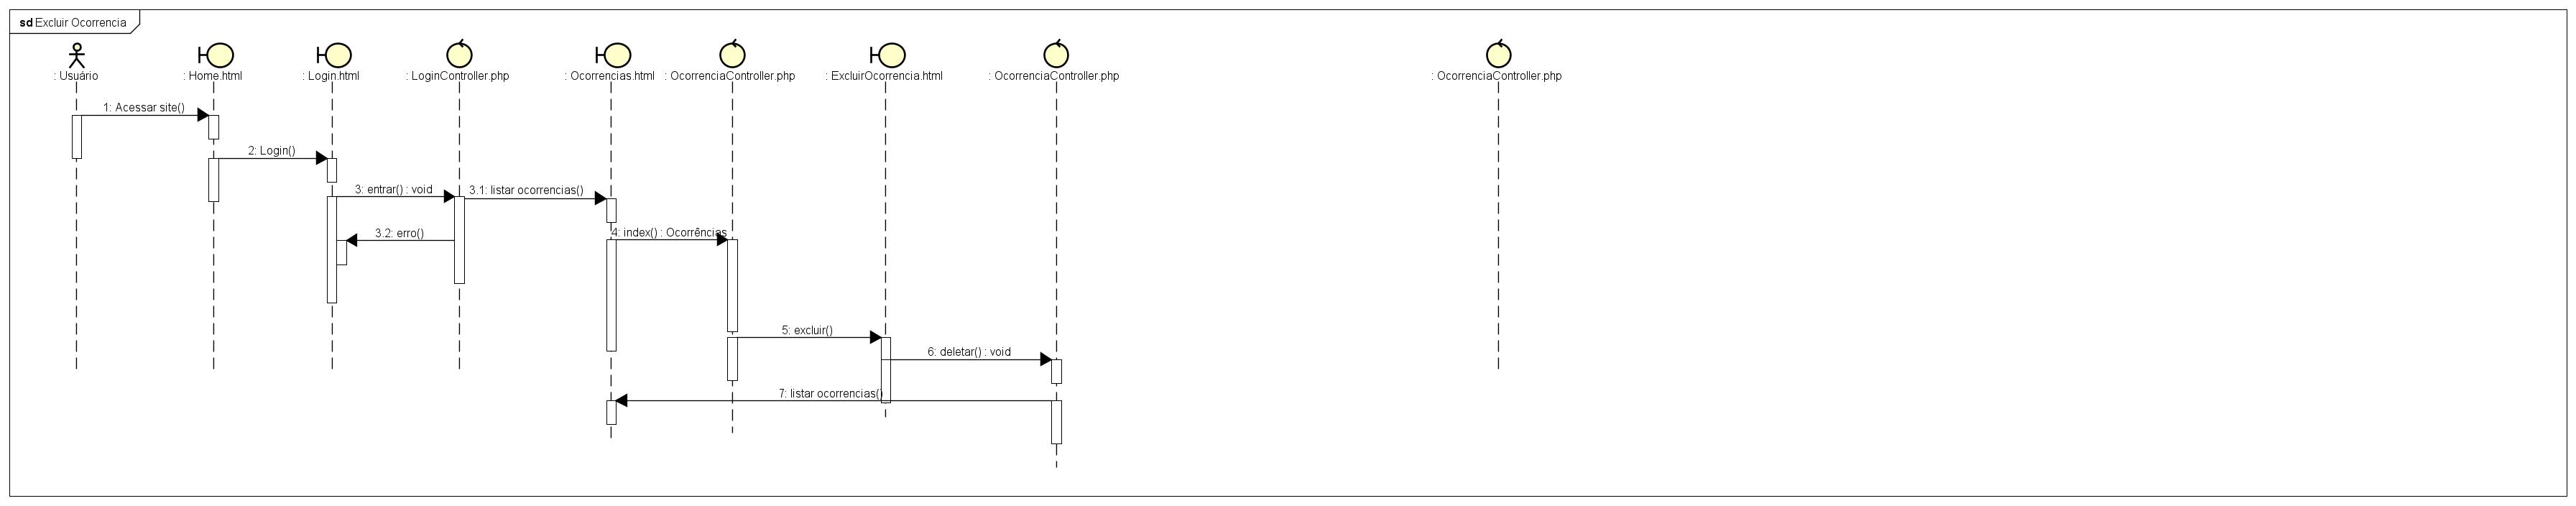 sd Excluir Ocorrencia
: Usuário
: Home.html
: Login.html
: LoginController.php
: Ocorrencias.html
: OcorrenciaController.php
: ExcluirOcorrencia.html
: OcorrenciaController.php
: OcorrenciaController.php
1: Acessar site()
2: Login()
3: entrar() : void
3.1: listar ocorrencias()
3.2: erro()
4: index() : Ocorrências
5: excluir()
6: deletar() : void
7: listar ocorrencias()